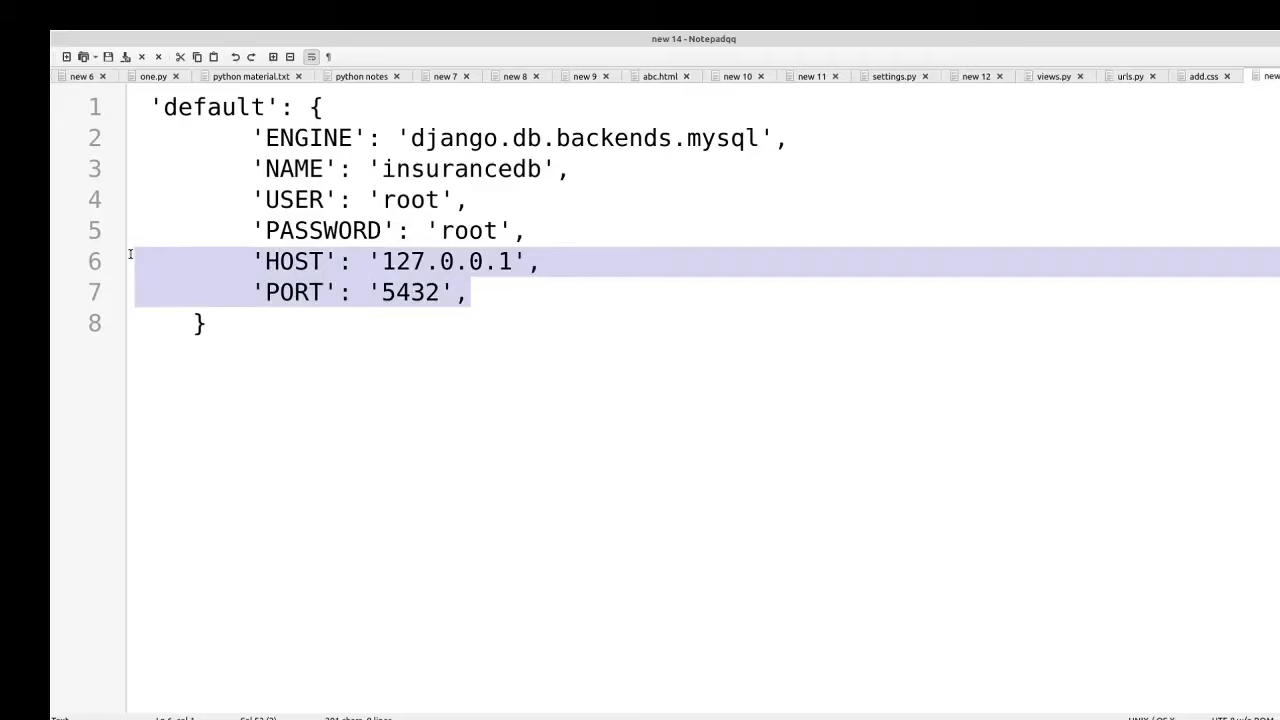 new 14 - Notepadqq
new 6 one.py python material.txt python notes new 7 new 8 new 9 abc.html new 10 new 11 settings.py new 12 views.py urls.py add.css new
1 'default': {
2 'ENGINE': 'django.db.backends.mysql',
3 'NAME': 'insurancedb',
4 'USER': 'root',
5 'PASSWORD': 'root',
6 'HOST': '127.0.0.1',
7 'PORT': '5432',
8 }